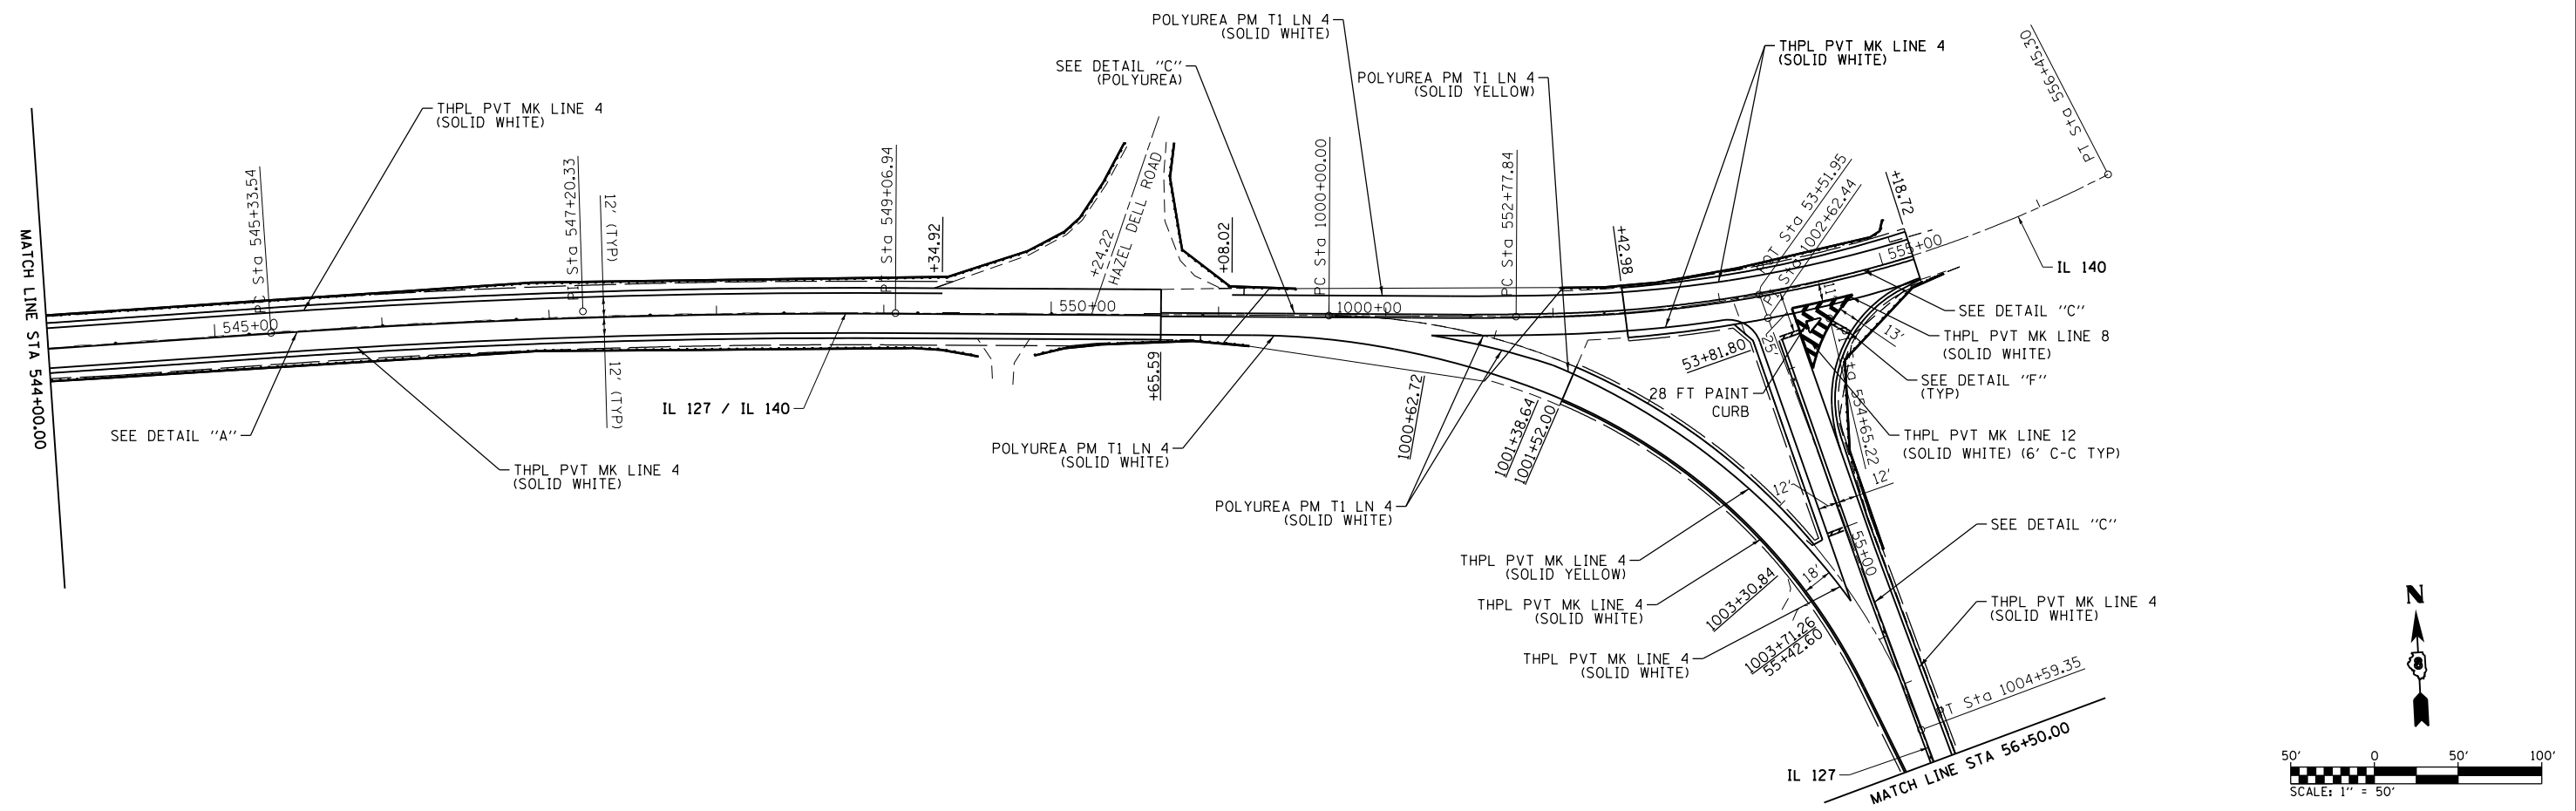 POLYUREA PM T1 LN 4
(SOLID WHITE)
SEE DETAIL "C"
(POLYUREA)
POLYUREA PM T1 LN 4
(SOLID YELLOW)
THPL PVT MK LINE 4
(SOLID WHITE)
PT Sta 556+45.30
THPL PVT MK LINE 4
(SOLID WHITE)
MATCH LINE STA 544+00.00
PC Sta 545+33.54
PI Sta 547+20.33
12' (TYP)
12' (TYP)
PT Sta 549+06.94
+34.92
+24.22
HAZEL DELL ROAD
+08.02
PC Sta 1000+00.00
PC Sta 552+77.84
+42.98
POT Sta 53+51.95
PI Sta 1002+62.44
+18.72
545+00
550+00
1000+00
555+00
IL 140
SEE DETAIL "C"
THPL PVT MK LINE 8
(SOLID WHITE)
SEE DETAIL "F"
(TYP)
THPL PVT MK LINE 12
(SOLID WHITE) (6' C-C TYP)
11'
13'
25'
53+81.80
28 FT PAINT
CURB
PI Sta 554+65.22
12'
12'
+65.59
IL 127 / IL 140
SEE DETAIL "A"
THPL PVT MK LINE 4
(SOLID WHITE)
POLYUREA PM T1 LN 4
(SOLID WHITE)
1000+62.72
1001+38.64
1001+52.00
POLYUREA PM T1 LN 4
(SOLID WHITE)
SEE DETAIL "C"
55+00
THPL PVT MK LINE 4
(SOLID YELLOW)
THPL PVT MK LINE 4
(SOLID WHITE)
18'
1003+30.84
THPL PVT MK LINE 4
(SOLID WHITE)
1003+71.26
55+42.60
THPL PVT MK LINE 4
(SOLID WHITE)
PT Sta 1004+59.35
IL 127
MATCH LINE STA 56+50.00
N
8
50' 0 50' 100'
SCALE: 1" = 50'